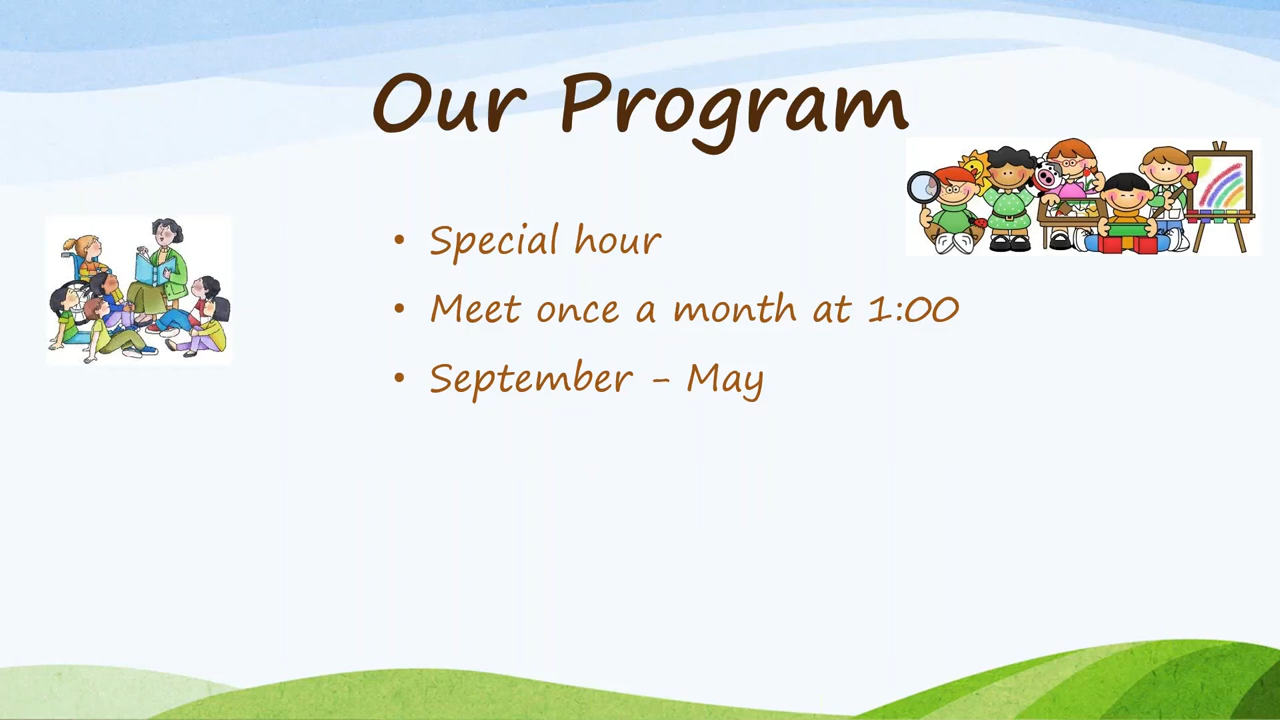 Our Program
• Special hour
• Meet once a month at 1:00
• September - May